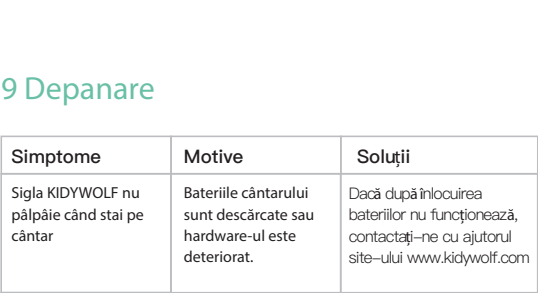 9 Depanare
Simptome Motive Soluții
Sigla KIDYWOLF nu
pâlpâie când stai pe
cântar
Bateriile cântarului
sunt descărcate sau
hardware-ul este
deteriorat.
Dacă după înlocuirea
bateriilor nu funcționează,
contactați-ne cu ajutorul
site-ului www.kidywolf.com